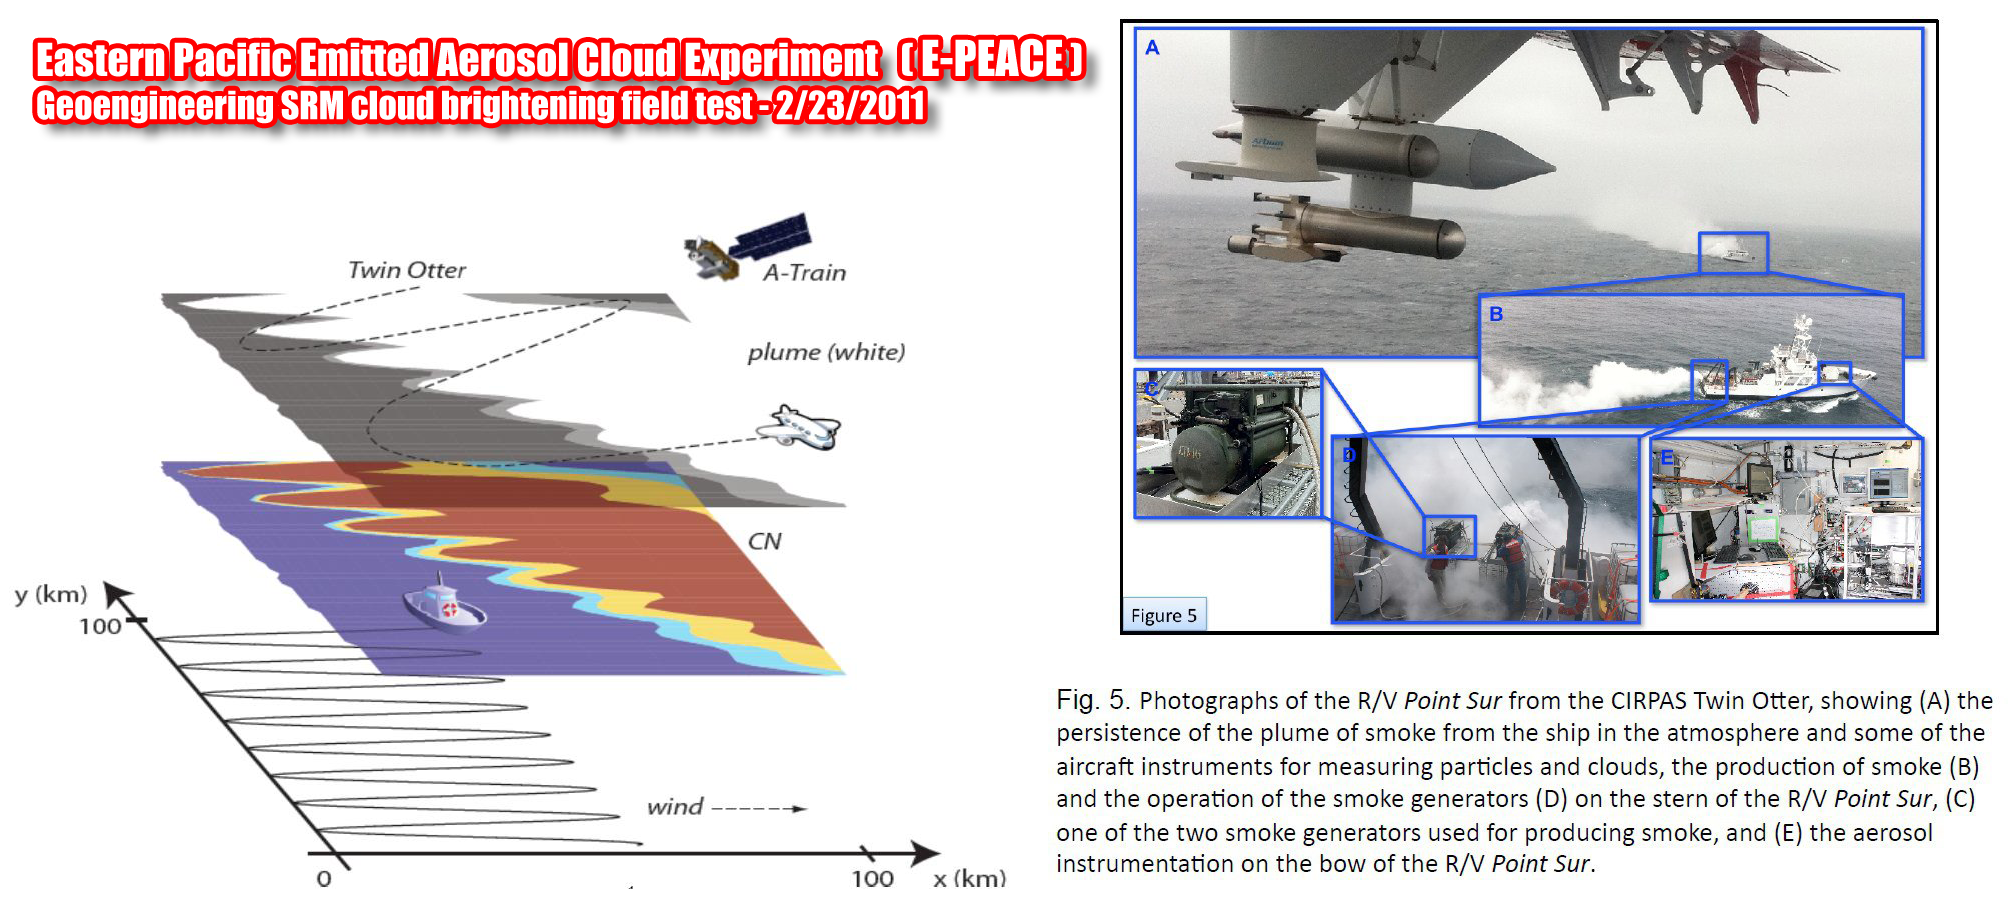 Eastern Pacific Emitted Aerosol Cloud Experiment (E-PEACE)
Geoengineering SRM cloud brightening field test - 2/23/2011
Twin Otter
A-Train
plume (white)
CN
y (km)
100
wind
0
100
x (km)
A
B
C
D
E
Figure 5
Fig. 5. Photographs of the R/V Point Sur from the CIRPAS Twin Otter, showing (A) the
persistence of the plume of smoke from the ship in the atmosphere and some of the
aircraft instruments for measuring particles and clouds, the production of smoke (B)
and the operation of the smoke generators (D) on the stern of the R/V Point Sur, (C)
one of the two smoke generators used for producing smoke, and (E) the aerosol
instrumentation on the bow of the R/V Point Sur.